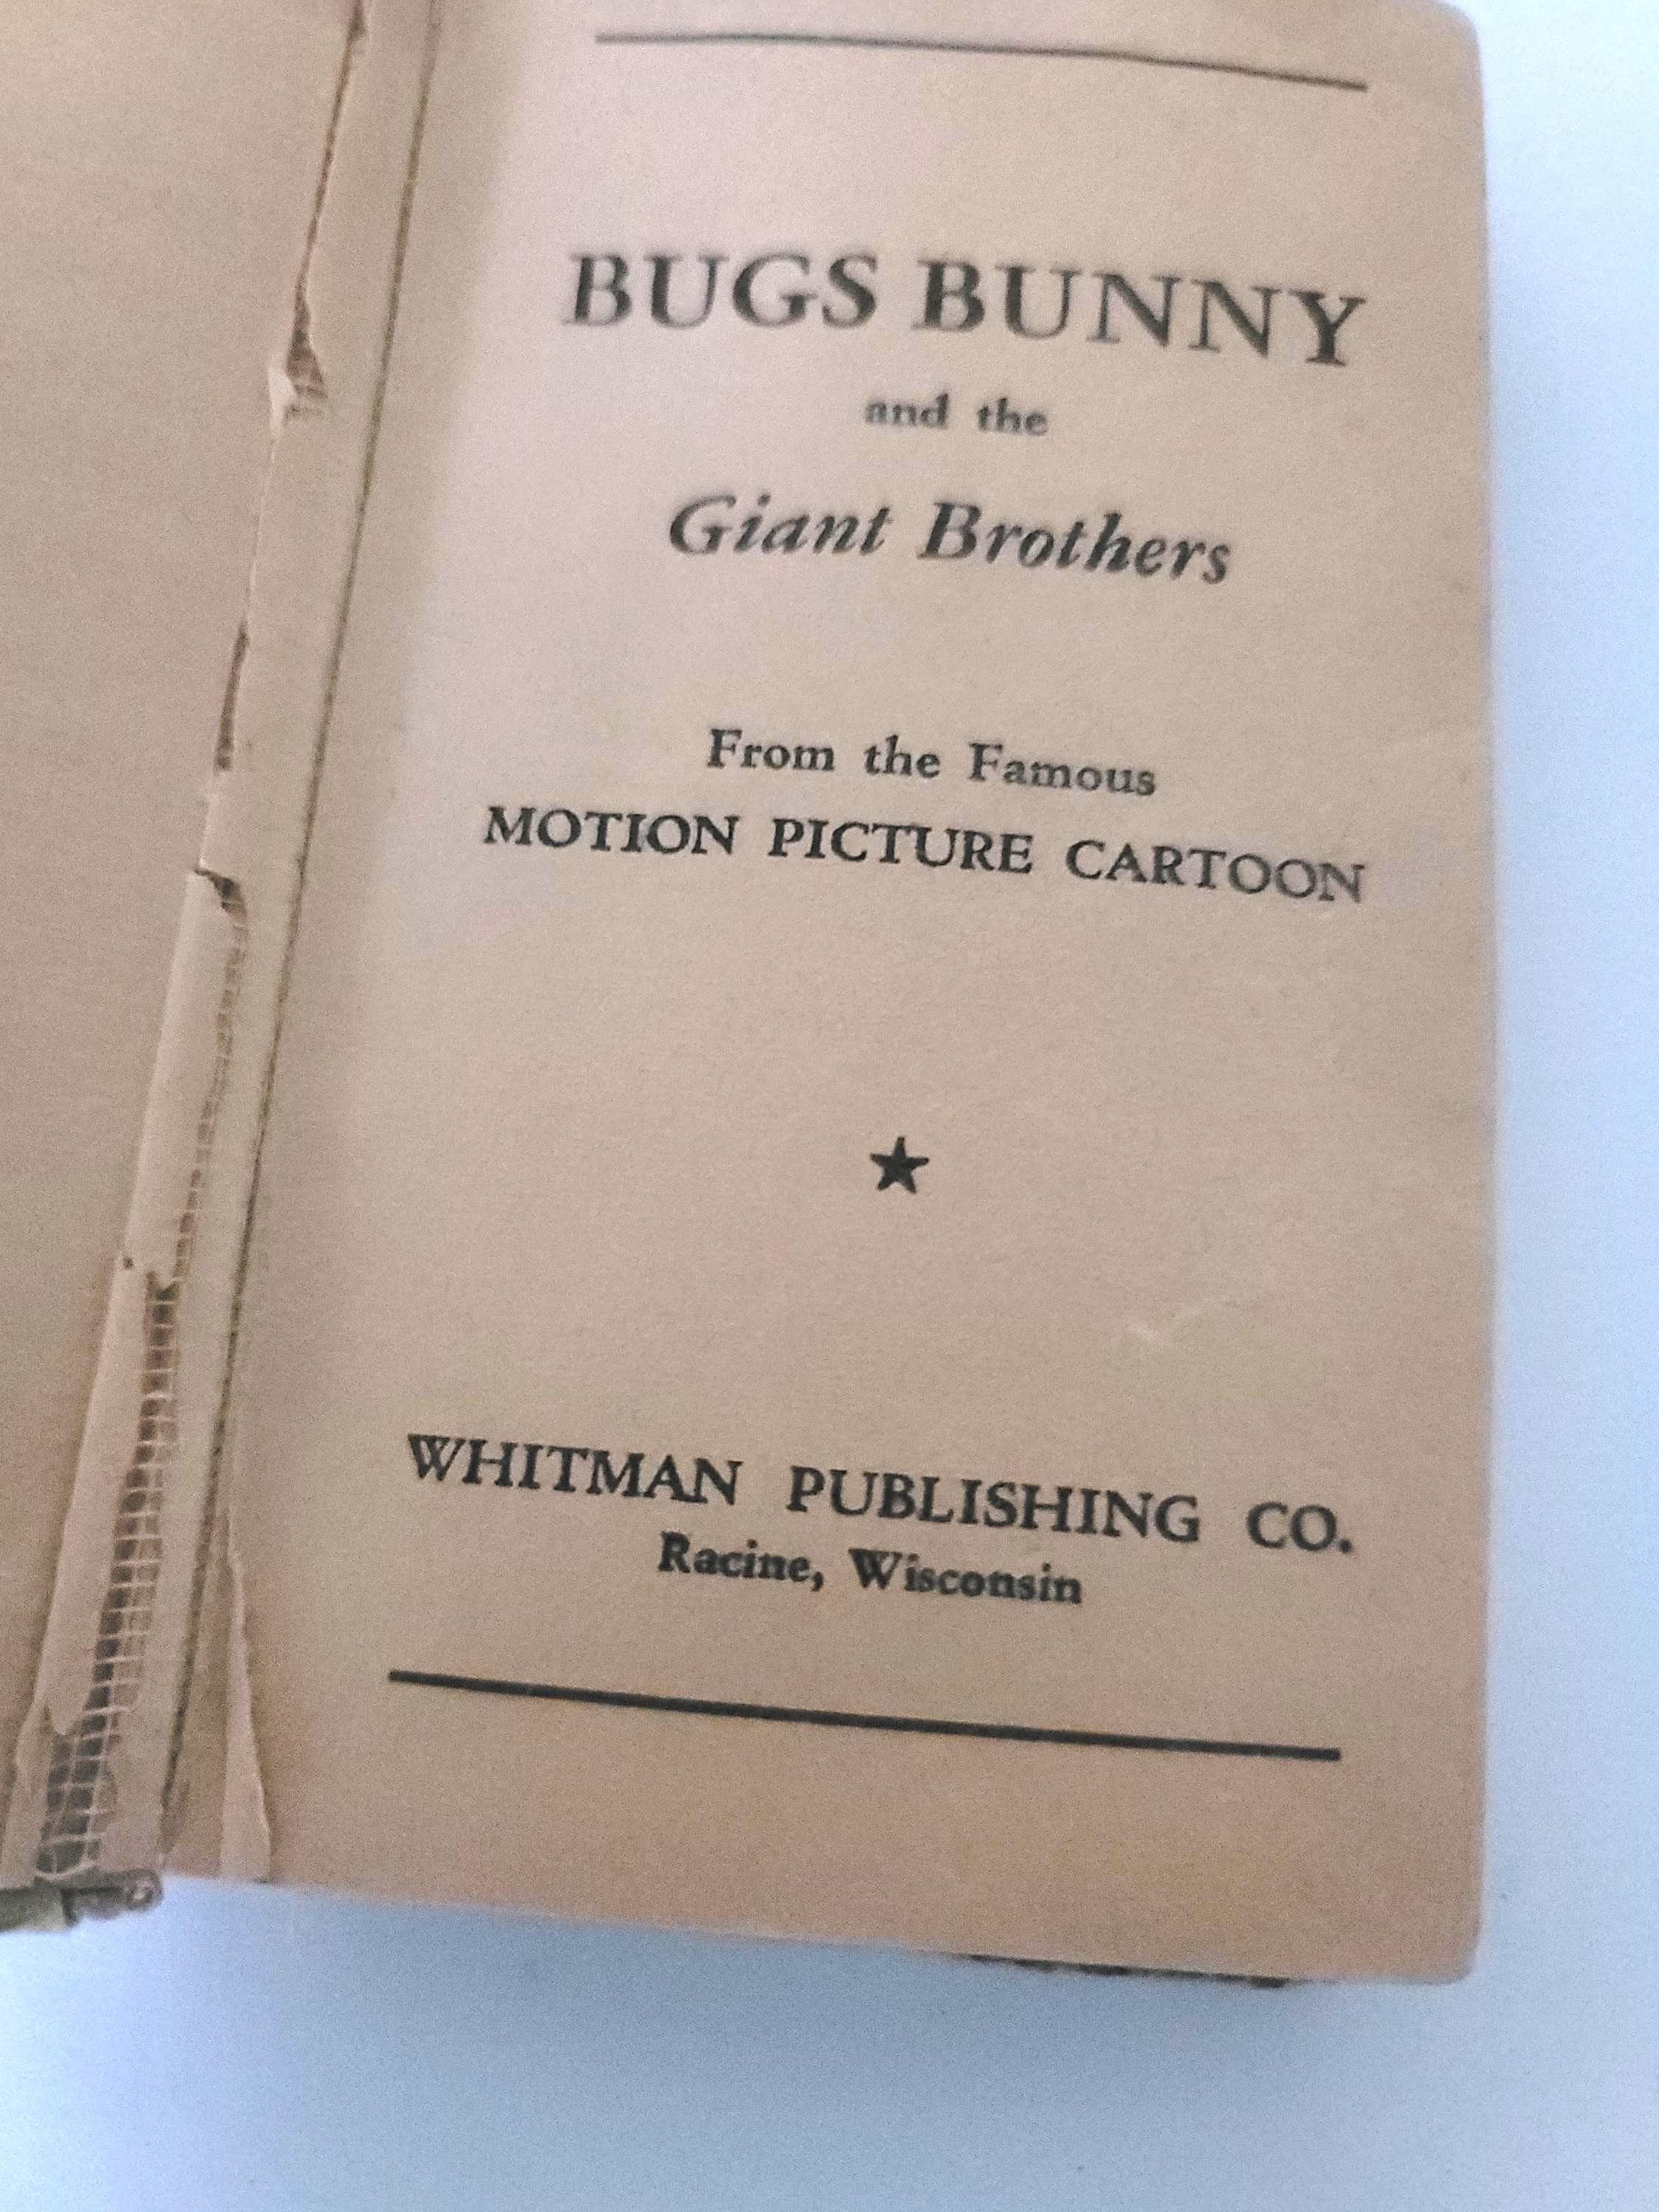 BUGS BUNNY
and the
Giant Brothers
From the Famous
MOTION PICTURE CARTOON
WHITMAN PUBLISHING CO.
Racine, Wisconsin